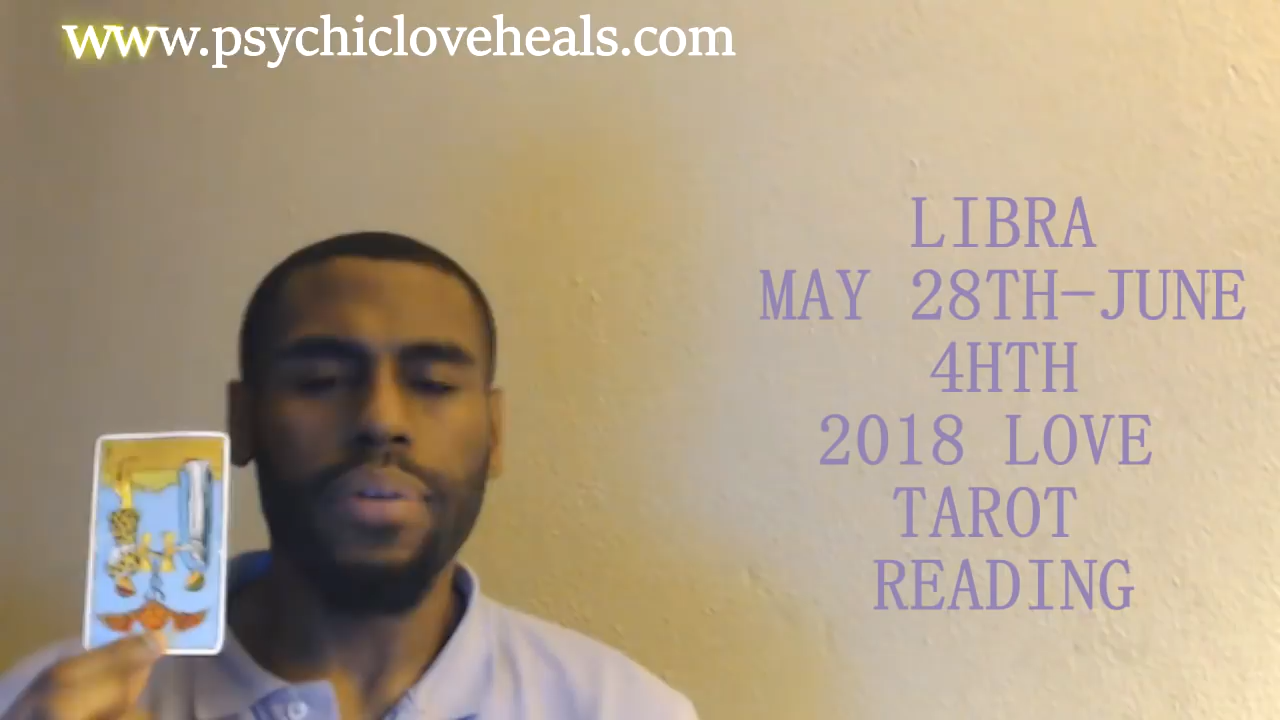 www.psychicloveheals.com
LIBRA
MAY 28TH-JUNE
4HTH
2018 LOVE
TAROT
READING